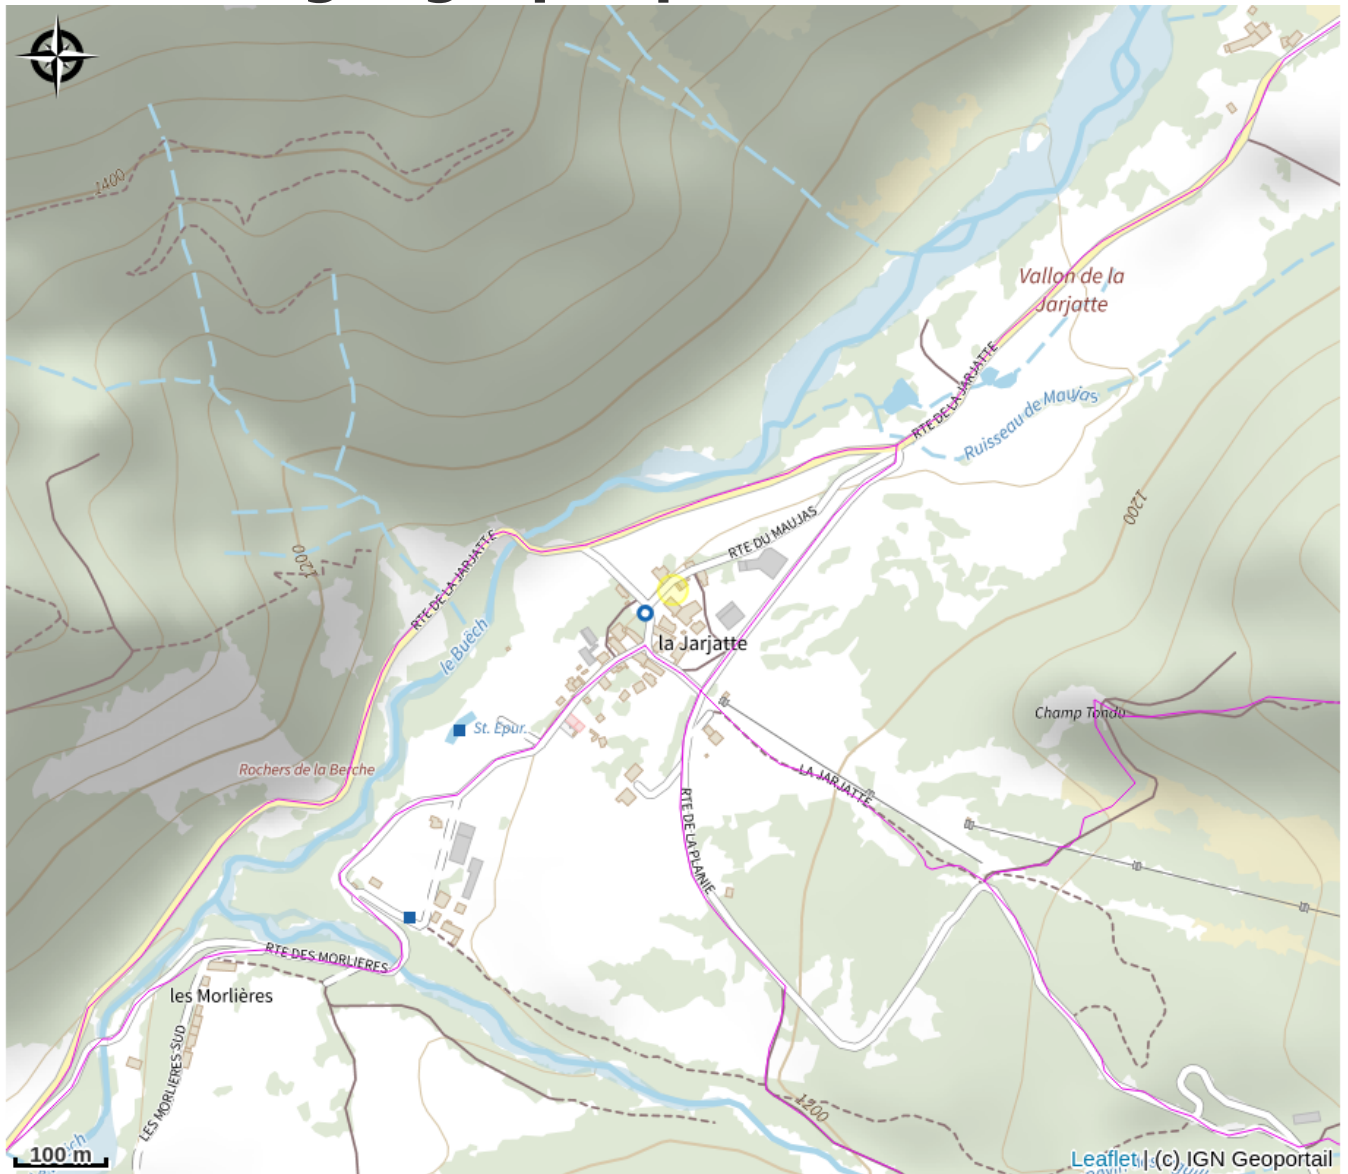 1400
Vallon de la
Jarjatte
RTE DE LA JARJATTE
Ruisseau de Maujas
1200
RTE DU MAUJAS
1200
RTE DE LA JARJATTE
le Buëch
la Jarjatte
Champ Tondu
St. Epur.
Rochers de la Berche
LA JARJATTE
RTE DE LA PLAINIE
RTE DES MORLIERES
les Morlières
LES MORLIERES SUD
1200
100 m
Leaflet | (c) IGN Geoportail